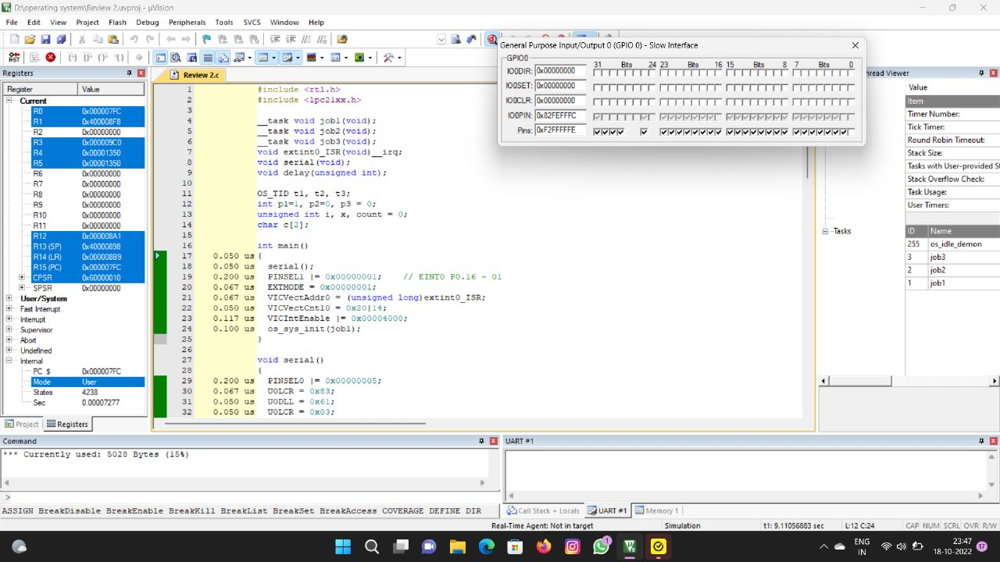 D:\operating system\Review 2.uvproj - µVision
File Edit View Project Flash Debug Peripherals Tools SVCS Window Help
Registers
Register Value
Current
R0 0x000007FC
R1 0x400008F8
R2 0x00000000
R3 0x000009C0
R4 0x00001350
R5 0x00001350
R6 0x00000000
R7 0x00000000
R8 0x00000000
R9 0x00000000
R10 0x00000000
R11 0x00000000
R12 0x000008A1
R13 (SP) 0x40000898
R14 (LR) 0x000008B9
R15 (PC) 0x000007FC
CPSR 0x60000010
SPSR 0x00000000
User/System
Fast Interrupt
Interrupt
Supervisor
Abort
Undefined
Internal
PC $ 0x000007FC
Mode User
States 4238
Sec 0.00007277
Project Registers
Review 2.c
1 #include <rtl.h>
2 #include <lpc21xx.h>
3
4 __task void job1(void);
5 __task void job2(void);
6 __task void job3(void);
7 void extint0_ISR(void)__irq;
8 void serial(void);
9 void delay(unsigned int);
10
11 OS_TID t1, t2, t3;
12 int p1=1, p2=0, p3 = 0;
13 unsigned int i, x, count = 0;
14 char c[2];
15
16 int main()
17 0.050 us {
18 0.050 us serial();
19 0.200 us PINSEL1 |= 0x00000001; // EINT0 P0.16 - 01
20 0.067 us EXTMODE = 0x00000001;
21 0.067 us VICVectAddr0 = (unsigned long)extint0_ISR;
22 0.050 us VICVectCntl0 = 0x20|14;
23 0.117 us VICIntEnable |= 0x00004000;
24 0.100 us os_sys_init(job1);
25 }
26
27 void serial()
28 {
29 0.200 us PINSEL0 |= 0x00000005;
30 0.067 us U0LCR = 0x83;
31 0.050 us U0DLL = 0x61;
32 0.050 us U0LCR = 0x03;
General Purpose Input/Output 0 (GPIO 0) - Slow Interface
GPIO0
31 Bits 24 23 Bits 16 15 Bits 8 7 Bits 0
IO0DIR: 0x00000000
IO0SET: 0x00000000
IO0CLR: 0x00000000
IO0PIN: 0x82FEFFFC
Pins: 0xF2FFFFFE
hread Viewer
Value
Item
Timer Number:
Tick Timer:
Round Robin Timeout:
Stack Size:
Tasks with User-provided St
Stack Overflow Check:
Task Usage:
User Timers:
Tasks
ID Name
255 os_idle_demon
3 job3
2 job2
1 job1
Command
*** Currently used: 5028 Bytes (15%)
>
ASSIGN BreakDisable BreakEnable BreakKill BreakList BreakSet BreakAccess COVERAGE DEFINE DIR
UART #1
Call Stack + Locals UART #1 Memory 1
Real-Time Agent: Not in target Simulation t1: 9.11056883 sec L:12 C:24 CAP NUM SCRL OVR R/W
1
ENG
IN
23:47
18-10-2022
17